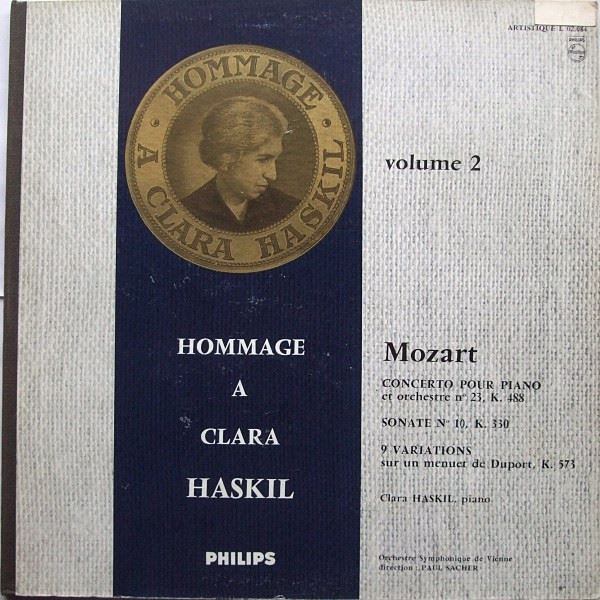 ARTISTIQUE L 02.084
PHILIPS
HOMMAGE
A CLARA HASKIL
volume 2
HOMMAGE
A
CLARA
HASKIL
PHILIPS
Mozart
CONCERTO POUR PIANO
et orchestre n° 23, K. 488
SONATE N° 10, K. 330
9 VARIATIONS
sur un menuet de Duport, K. 573
Clara HASKIL, piano
Orchestre Symphonique de Vienne
direction : PAUL SACHER